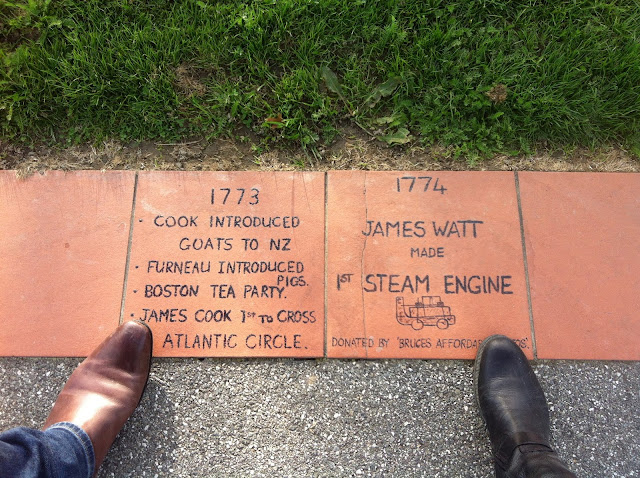 1773
· COOK INTRODUCED
GOATS TO NZ
· FURNEAU INTRODUCED
PIGS.
· BOSTON TEA PARTY.
· JAMES COOK 1ST TO CROSS
ATLANTIC CIRCLE.
1774
JAMES WATT
MADE
1ST STEAM ENGINE
DONATED BY 'BRUCES